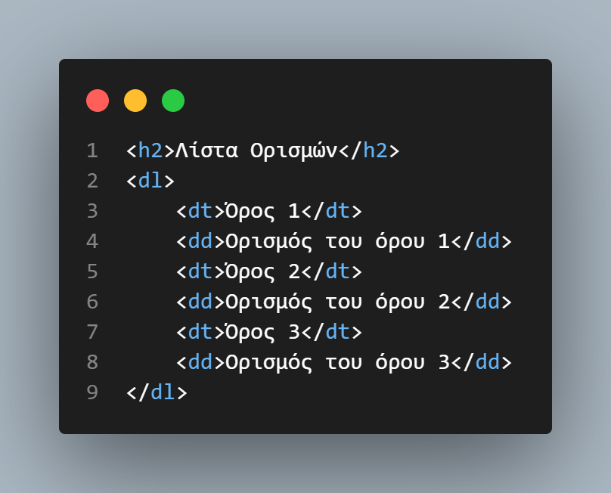 1 <h2>Λίστα Ορισμών</h2>
2 <dl>
3     <dt>Όρος 1</dt>
4     <dd>Ορισμός του όρου 1</dd>
5     <dt>Όρος 2</dt>
6     <dd>Ορισμός του όρου 2</dd>
7     <dt>Όρος 3</dt>
8     <dd>Ορισμός του όρου 3</dd>
9 </dl>